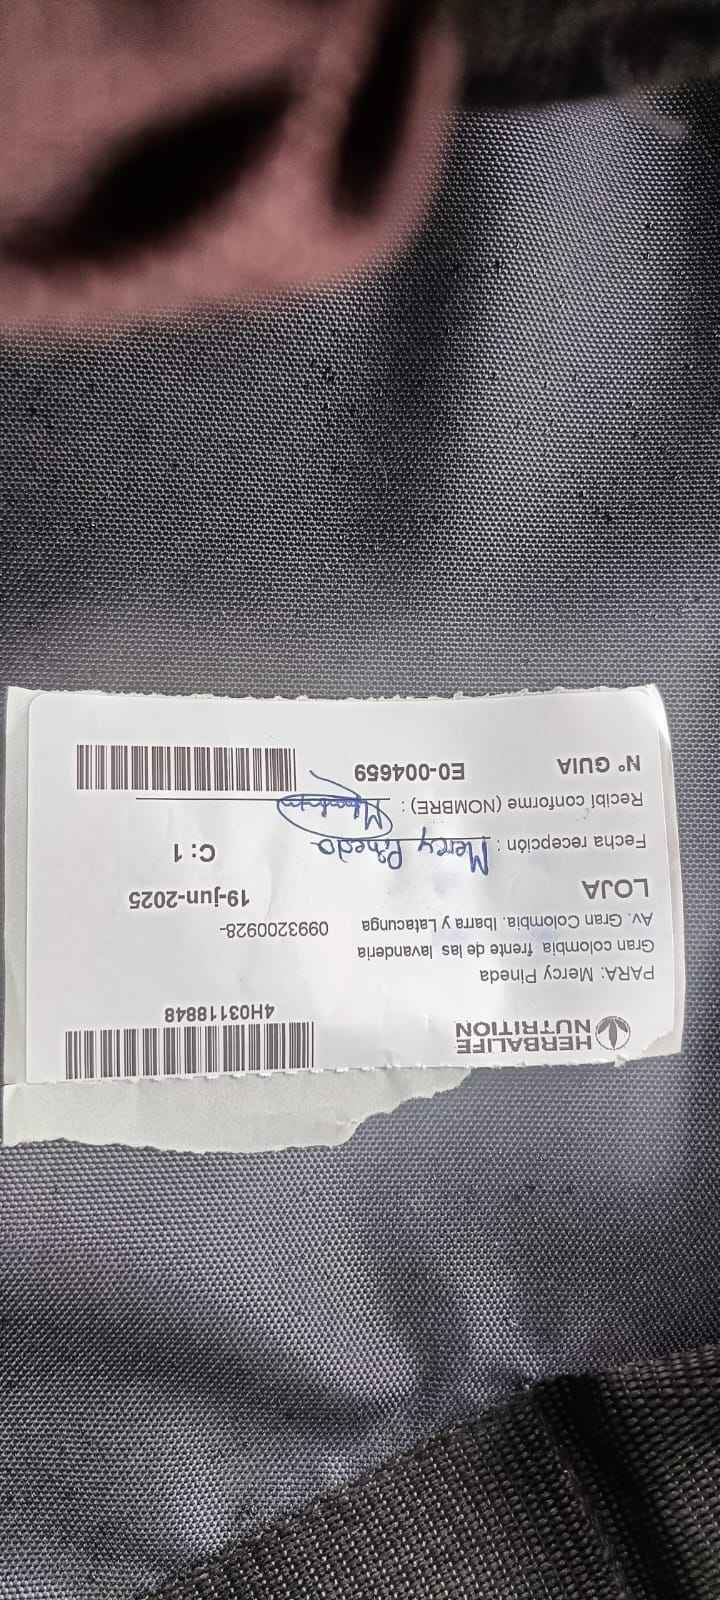 HERBALIFE
NUTRITION
4H03118848
PARA: Mercy Pineda
Gran colombia frente de las lavanderia
Av. Gran Colombia. Ibarra y Latacunga 0993200928-
LOJA 19-jun-2025
Fecha recepción : Mercy Pineda C: 1
Recibí conforme (NOMBRE) :
N° GUIA E0-004659